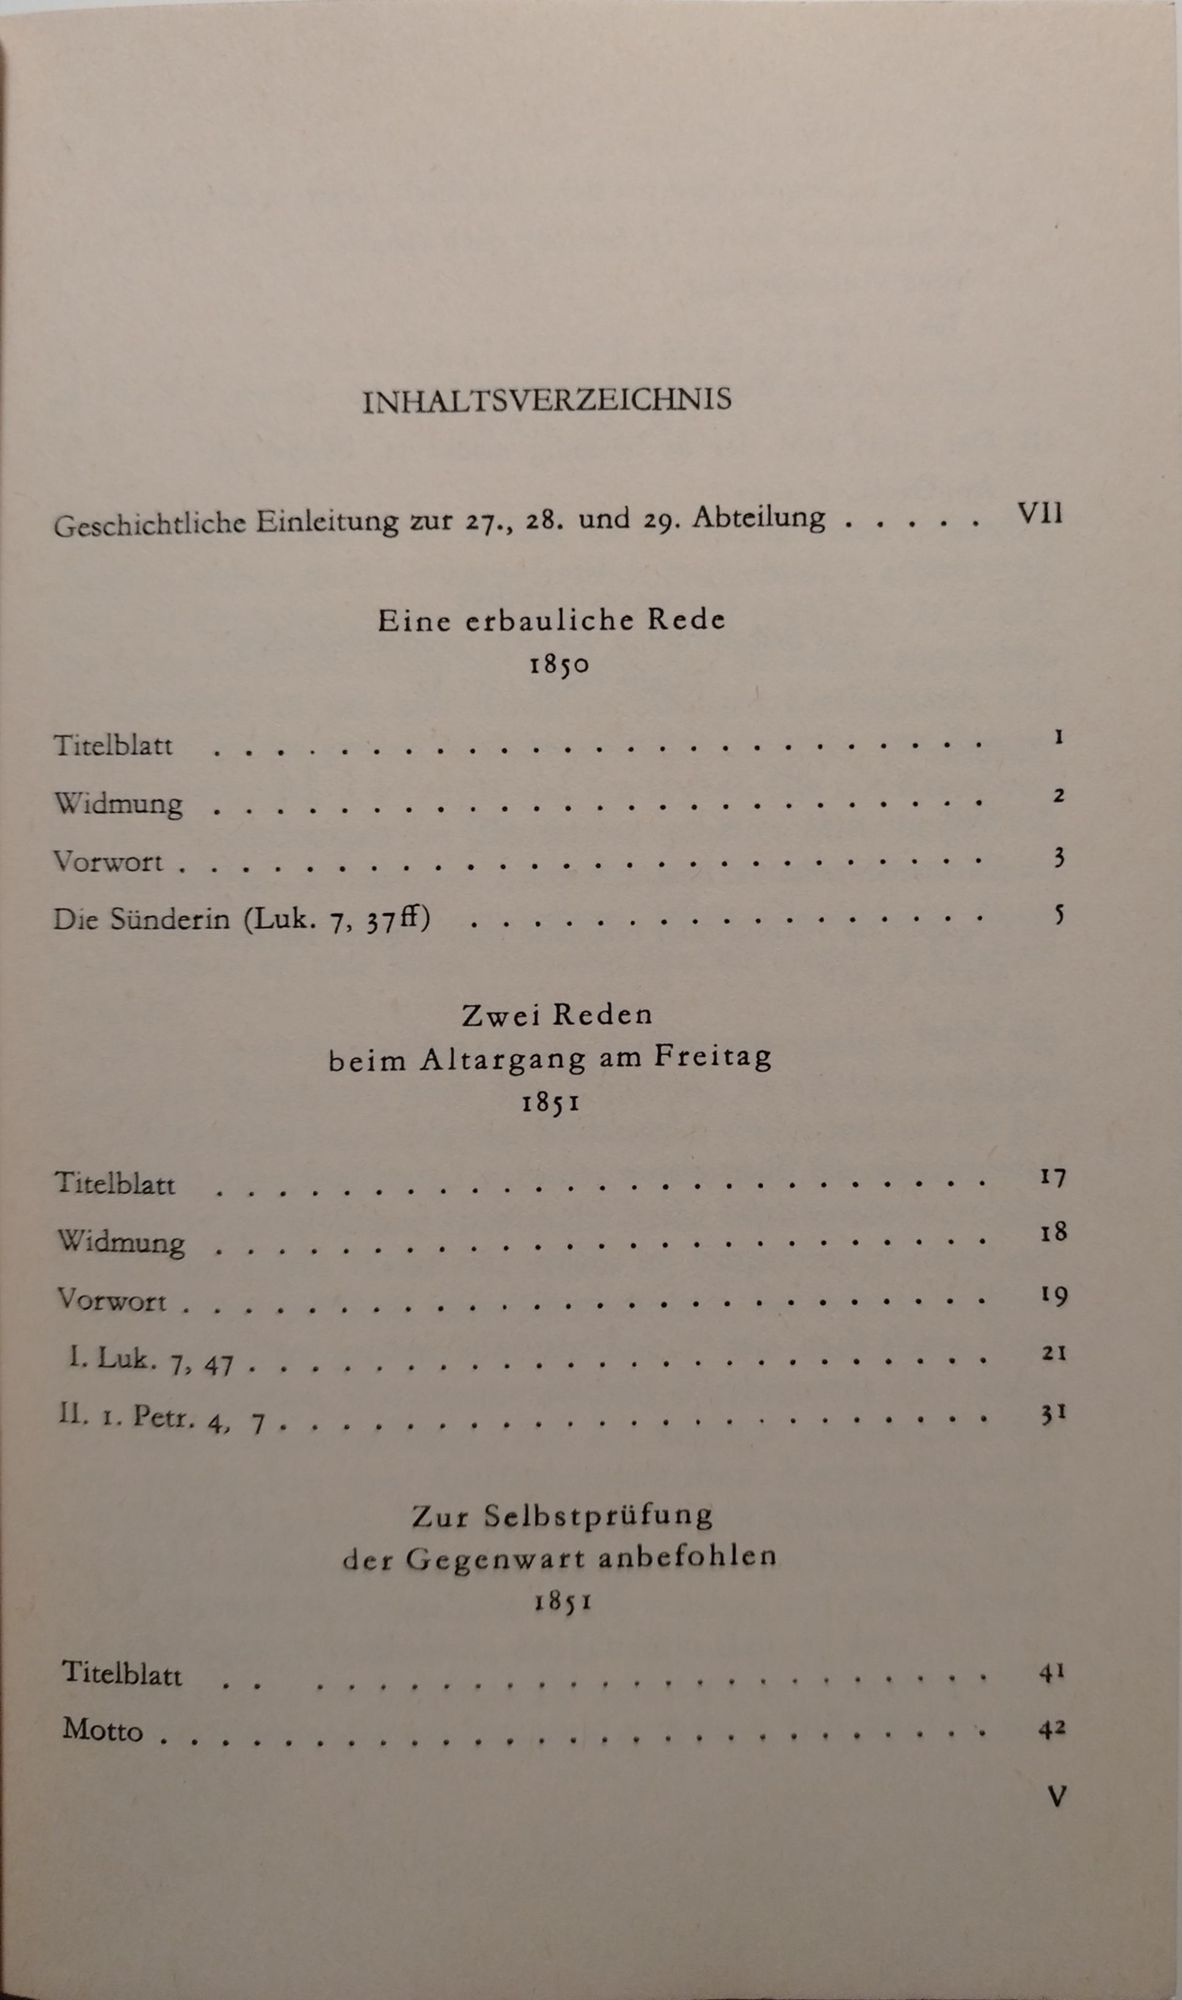 INHALTSVERZEICHNIS
Geschichtliche Einleitung zur 27., 28. und 29. Abteilung . . . . . VII
Eine erbauliche Rede
1850
Titelblatt . . . . . . . . . . . . . . . . . . . . . . . . . 1
Widmung . . . . . . . . . . . . . . . . . . . . . . . . . 2
Vorwort . . . . . . . . . . . . . . . . . . . . . . . . . . 3
Die Sünderin (Luk. 7, 37ff) . . . . . . . . . . . . . . . . . 5
Zwei Reden
beim Altargang am Freitag
1851
Titelblatt . . . . . . . . . . . . . . . . . . . . . . . . . 17
Widmung . . . . . . . . . . . . . . . . . . . . . . . . . 18
Vorwort . . . . . . . . . . . . . . . . . . . . . . . . . . 19
I. Luk. 7, 47 . . . . . . . . . . . . . . . . . . . . . . . . 21
II. 1. Petr. 4, 7 . . . . . . . . . . . . . . . . . . . . . . . 31
Zur Selbstprüfung
der Gegenwart anbefohlen
1851
Titelblatt . . . . . . . . . . . . . . . . . . . . . . . . 41
Motto . . . . . . . . . . . . . . . . . . . . . . . . . . . 42
V